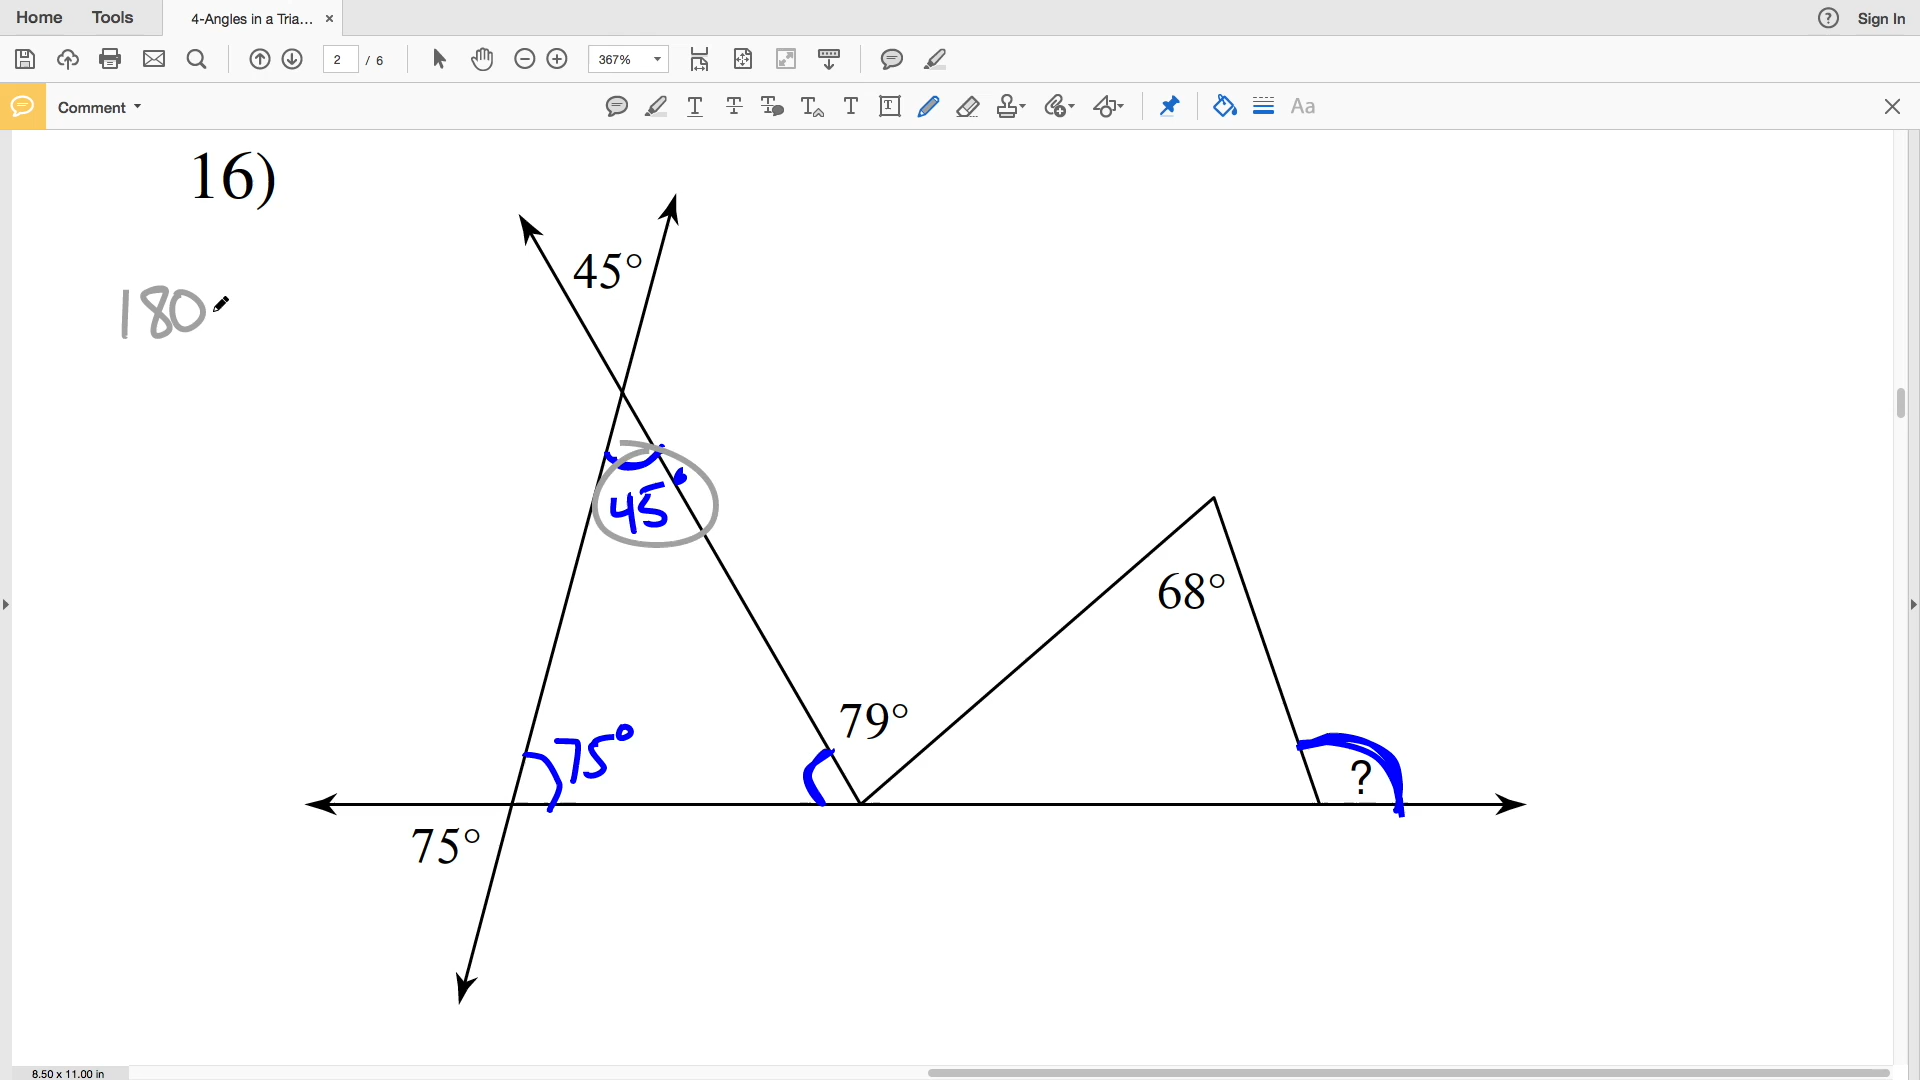 Home Tools 4-Angles in a Tria... × ? Sign In
2 / 6 367%
Comment T T T T T T Aa
16)
45°
180
45°
68°
79°
75°
?
75°
8.50 x 11.00 in